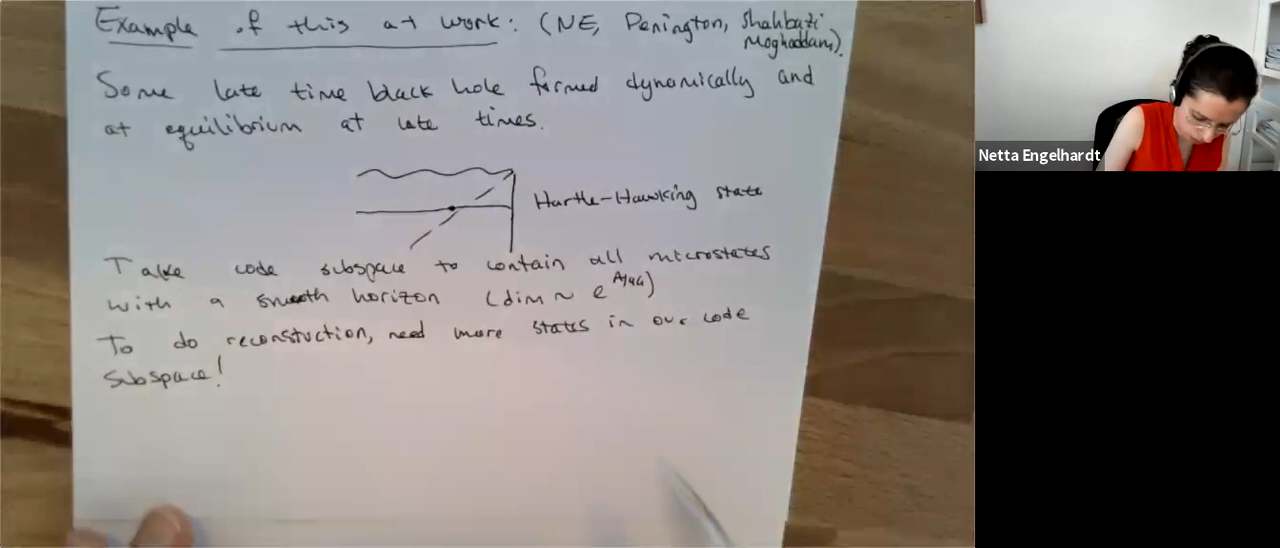 Example of this at work: (NE, Penington, Shahbazi
Moghaddam).
Some late time black hole formed dynamically and
at equilibrium at late times.
Hartle-Hawking state
Take code subspace to contain all microstates
with a smooth horizon (dim ~ e^A/4G)
To do reconstuction, need more states in our code
subspace!
Netta Engelhardt